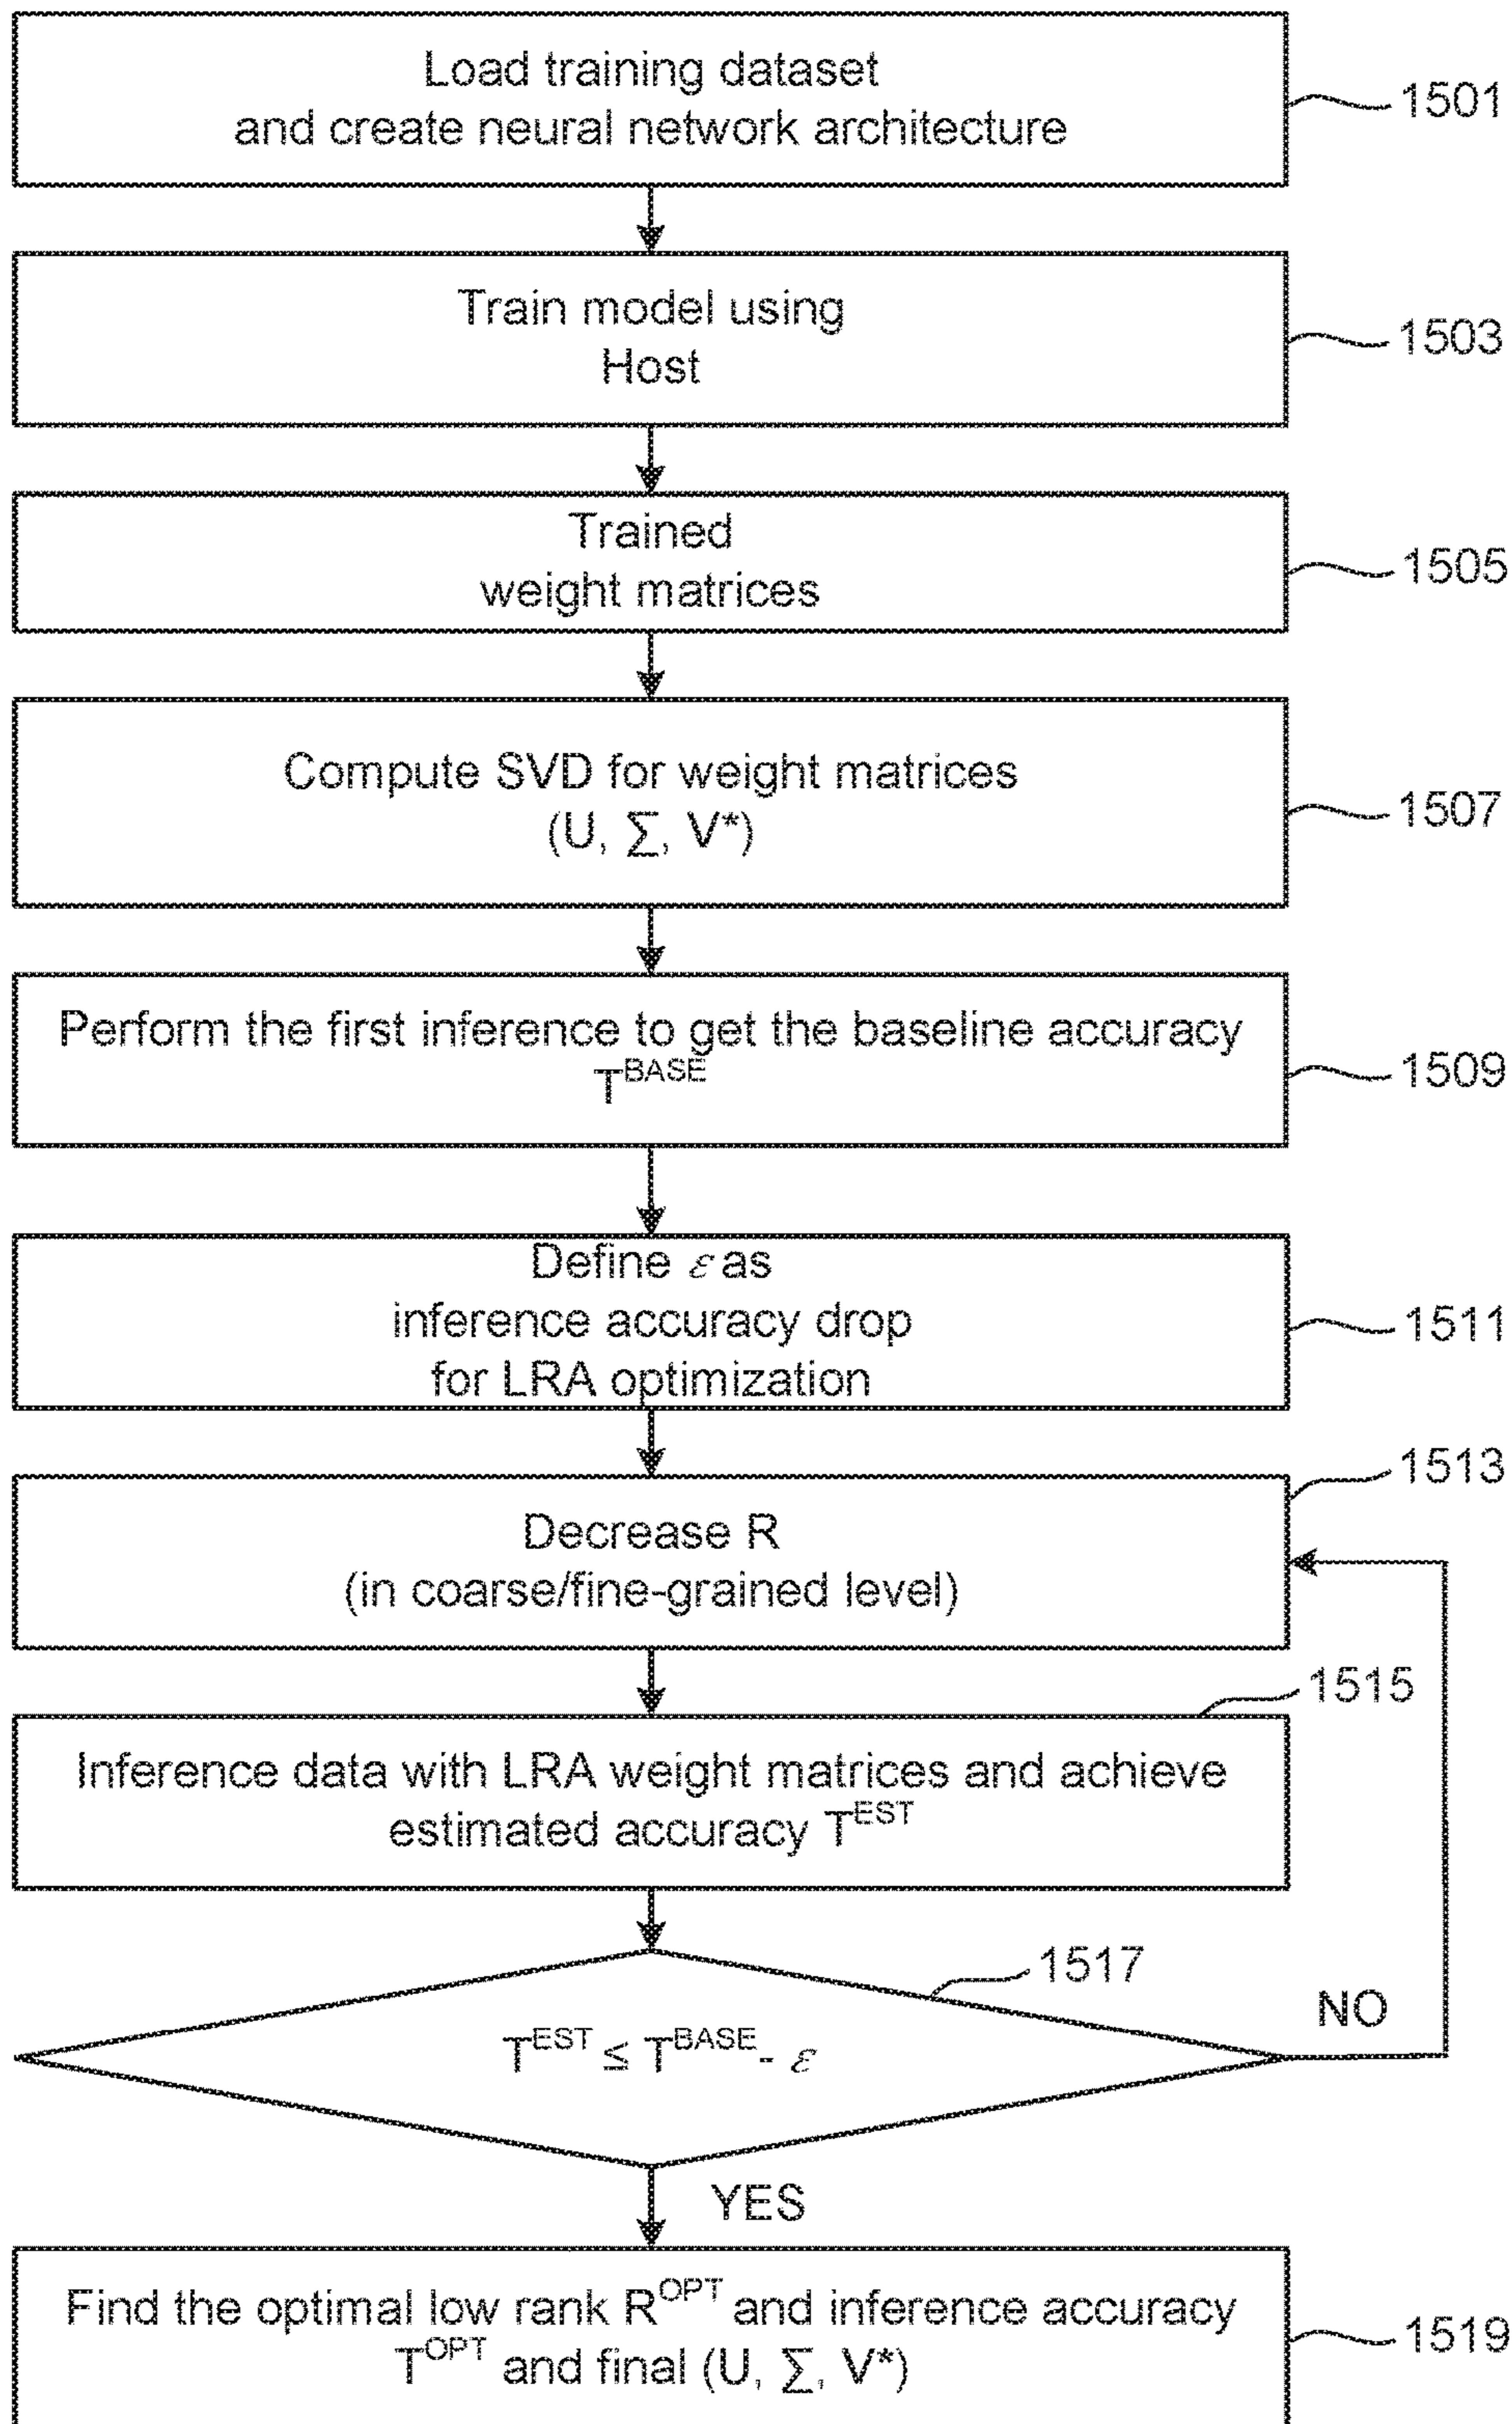 Load training dataset
and create neural network architecture
1501
Train model using
Host
1503
Trained
weight matrices
1505
Compute SVD for weight matrices
(U, ∑, V*)
1507
Perform the first inference to get the baseline accuracy
T^BASE
1509
Define ε as
inference accuracy drop
for LRA optimization
1511
1513
Decrease R
(in coarse/fine-grained level)
1515
Inference data with LRA weight matrices and achieve
estimated accuracy T^EST
1517
NO
T^EST ≤ T^BASE - ε
YES
Find the optimal low rank R^OPT and inference accuracy
T^OPT and final (U, ∑, V*)
1519